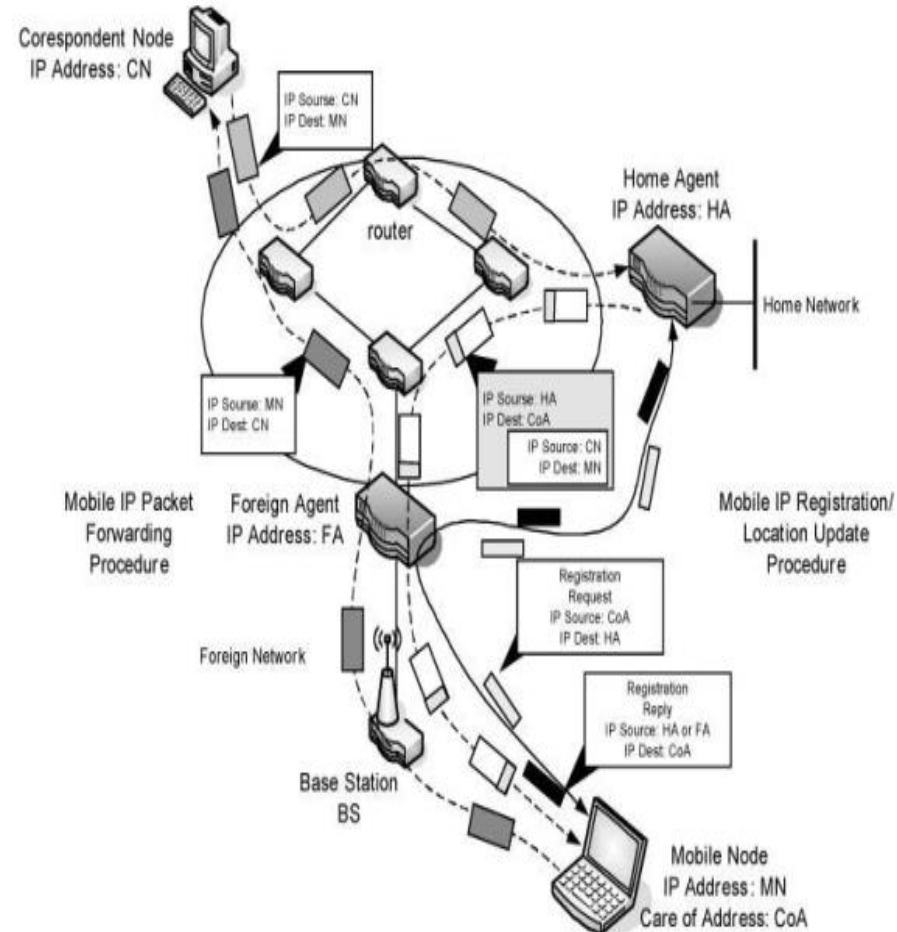 Corespondent Node
IP Address: CN
IP Sourse: CN
IP Dest: MN
Home Agent
IP Address: HA
router
Home Network
IP Sourse: MN
IP Dest: CN
IP Sourse: HA
IP Dest: CoA
IP Source: CN
IP Dest: MN
Mobile IP Packet
Forwarding
Procedure
Foreign Agent
IP Address: FA
Mobile IP Registration/
Location Update
Procedure
Registration
Request
IP Source: CoA
IP Dest: HA
Foreign Network
Registration
Reply
IP Source: HA or FA
IP Dest: CoA
Base Station
BS
Mobile Node
IP Address: MN
Care of Address: CoA